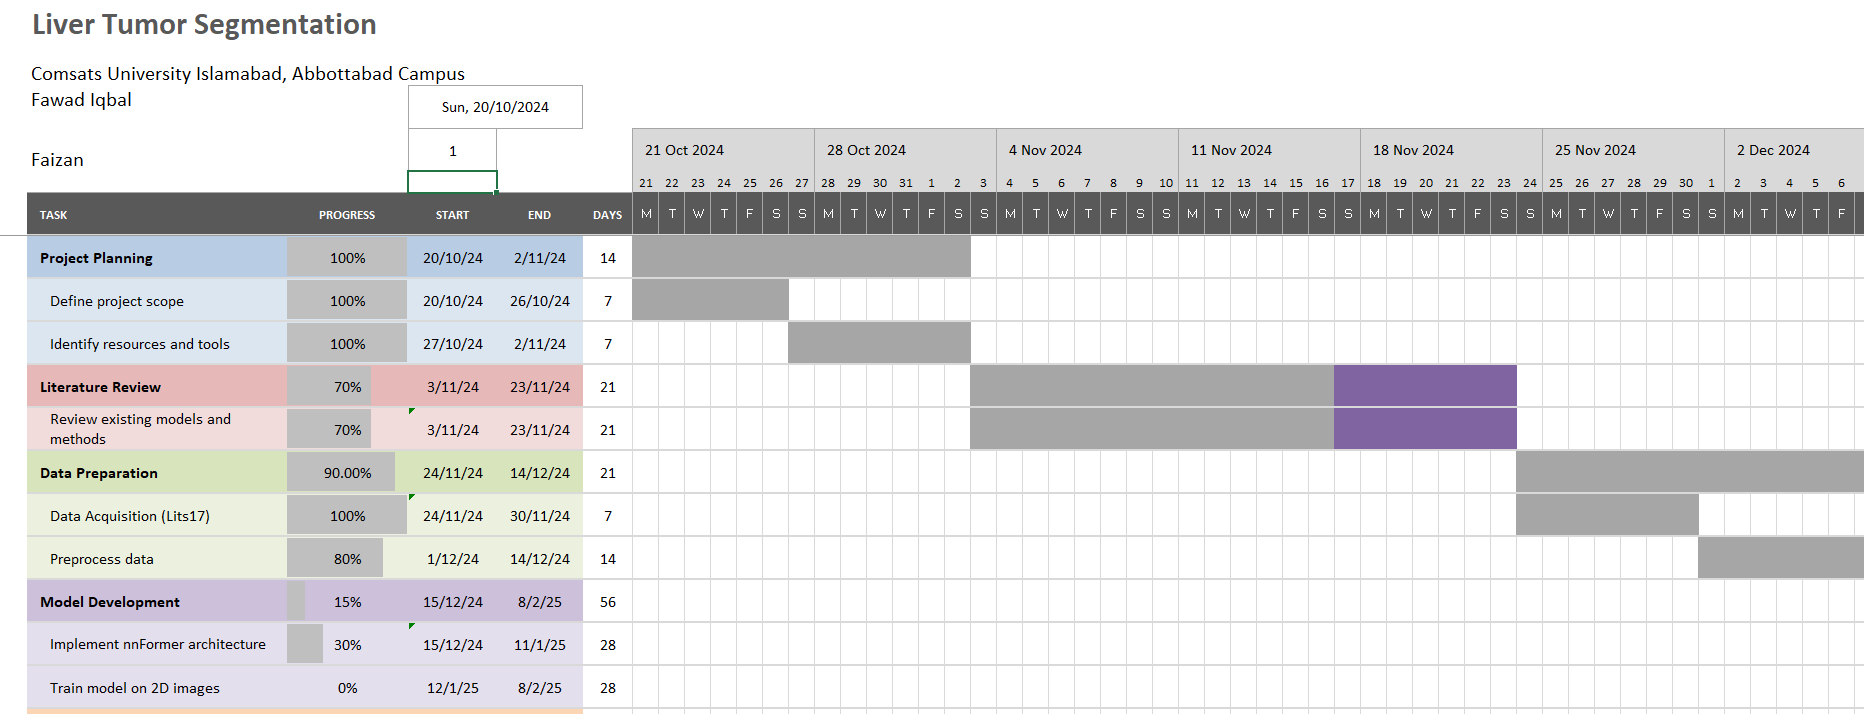 Liver Tumor Segmentation
Comsats University Islamabad, Abbottabad Campus
Fawad Iqbal
Sun, 20/10/2024
Faizan
1
21 Oct 2024 28 Oct 2024 4 Nov 2024 11 Nov 2024 18 Nov 2024 25 Nov 2024 2 Dec 2024
21 22 23 24 25 26 27 28 29 30 31 1 2 3 4 5 6 7 8 9 10 11 12 13 14 15 16 17 18 19 20 21 22 23 24 25 26 27 28 29 30 1 2 3 4 5 6
TASK PROGRESS START END DAYS M T W T F S S M T W T F S S M T W T F S S M T W T F S S M T W T F S S M T W T F S S M T W T F
Project Planning 100% 20/10/24 2/11/24 14
Define project scope 100% 20/10/24 26/10/24 7
Identify resources and tools 100% 27/10/24 2/11/24 7
Literature Review 70% 3/11/24 23/11/24 21
Review existing models and
methods 70% 3/11/24 23/11/24 21
Data Preparation 90.00% 24/11/24 14/12/24 21
Data Acquisition (Lits17) 100% 24/11/24 30/11/24 7
Preprocess data 80% 1/12/24 14/12/24 14
Model Development 15% 15/12/24 8/2/25 56
Implement nnFormer architecture 30% 15/12/24 11/1/25 28
Train model on 2D images 0% 12/1/25 8/2/25 28